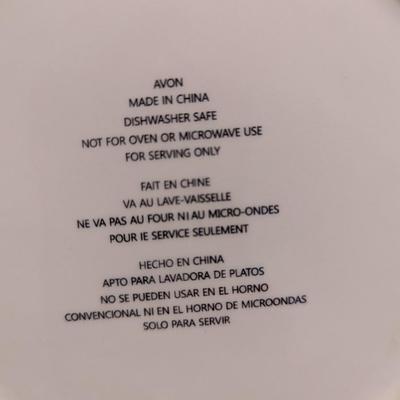 AVON
MADE IN CHINA
DISHWASHER SAFE
NOT FOR OVEN OR MICROWAVE USE
FOR SERVING ONLY
FAIT EN CHINE
VA AU LAVE-VAISSELLE
NE VA PAS AU FOUR NI AU MICRO-ONDES
POUR IE SERVICE SEULEMENT
HECHO EN CHINA
APTO PARA LAVADORA DE PLATOS
NO SE PUEDEN USAR EN EL HORNO
CONVENCIONAL NI EN EL HORNO DE MICROONDAS
SOLO PARA SERVIR